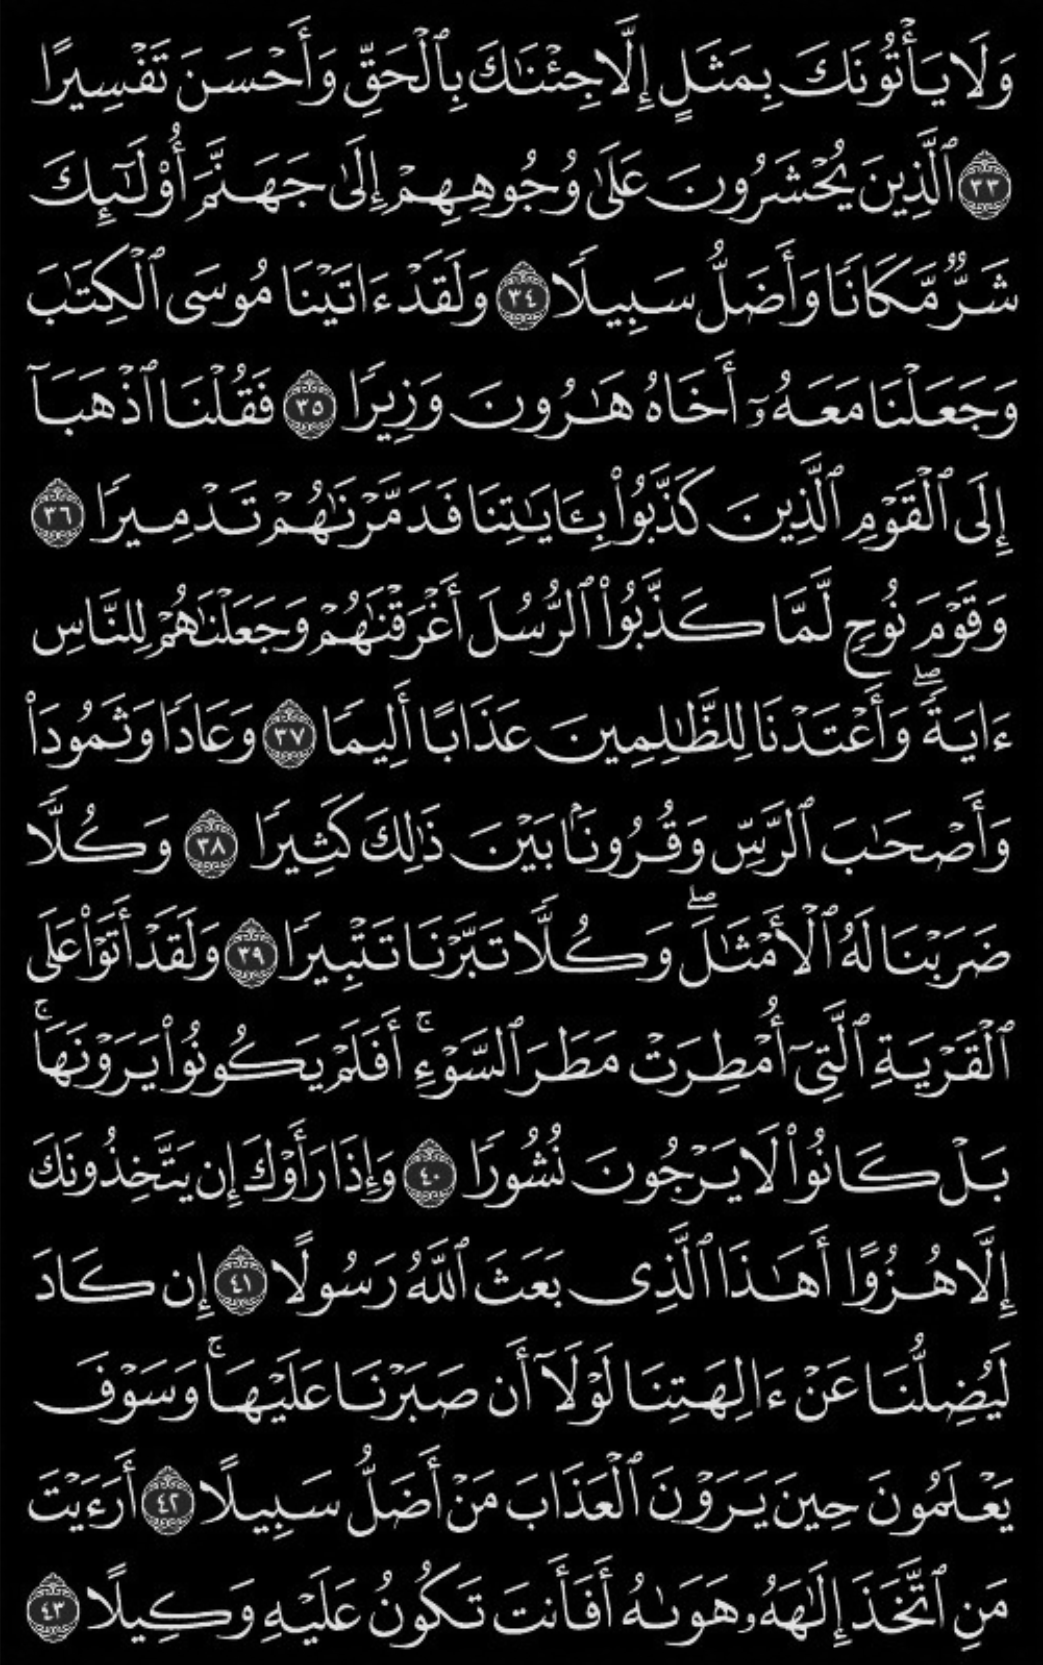 وَلَا يَأْتُونَكَ بِمَثَلٍ إِلَّا جِئْنَٰكَ بِٱلْحَقِّ وَأَحْسَنَ تَفْسِيرًا
٣٣ ٱلَّذِينَ يُحْشَرُونَ عَلَىٰ وُجُوهِهِمْ إِلَىٰ جَهَنَّمَ أُو۟لَٰٓئِكَ
شَرٌّ مَّكَانًا وَأَضَلُّ سَبِيلًا ٣٤ وَلَقَدْ ءَاتَيْنَا مُوسَى ٱلْكِتَٰبَ
وَجَعَلْنَا مَعَهُۥٓ أَخَاهُ هَٰرُونَ وَزِيرًا ٣٥ فَقُلْنَا ٱذْهَبَآ
إِلَى ٱلْقَوْمِ ٱلَّذِينَ كَذَّبُوا۟ بِـَٔايَٰتِنَا فَدَمَّرْنَٰهُمْ تَدْمِيرًا ٣٦
وَقَوْمَ نُوحٍ لَّمَّا كَذَّبُوا۟ ٱلرُّسُلَ أَغْرَقْنَٰهُمْ وَجَعَلْنَٰهُمْ لِلنَّاسِ
ءَايَةً ۖ وَأَعْتَدْنَا لِلظَّٰلِمِينَ عَذَابًا أَلِيمًا ٣٧ وَعَادًا وَثَمُودَا۟
وَأَصْحَٰبَ ٱلرَّسِّ وَقُرُونًۢا بَيْنَ ذَٰلِكَ كَثِيرًا ٣٨ وَكُلًّا
ضَرَبْنَا لَهُ ٱلْأَمْثَٰلَ ۖ وَكُلًّا تَبَّرْنَا تَتْبِيرًا ٣٩ وَلَقَدْ أَتَوْا۟ عَلَى
ٱلْقَرْيَةِ ٱلَّتِىٓ أُمْطِرَتْ مَطَرَ ٱلسَّوْءِ ۚ أَفَلَمْ يَكُونُوا۟ يَرَوْنَهَا ۚ
بَلْ كَانُوا۟ لَا يَرْجُونَ نُشُورًا ٤٠ وَإِذَا رَأَوْكَ إِن يَتَّخِذُونَكَ
إِلَّا هُزُوًا أَهَٰذَا ٱلَّذِى بَعَثَ ٱللَّهُ رَسُولًا ٤١ إِن كَادَ
لَيُضِلُّنَا عَنْ ءَالِهَتِنَا لَوْلَآ أَن صَبَرْنَا عَلَيْهَا ۚ وَسَوْفَ
يَعْلَمُونَ حِينَ يَرَوْنَ ٱلْعَذَابَ مَنْ أَضَلُّ سَبِيلًا ٤٢ أَرَءَيْتَ
مَنِ ٱتَّخَذَ إِلَٰهَهُۥ هَوَىٰهُ أَفَأَنتَ تَكُونُ عَلَيْهِ وَكِيلًا ٤٣